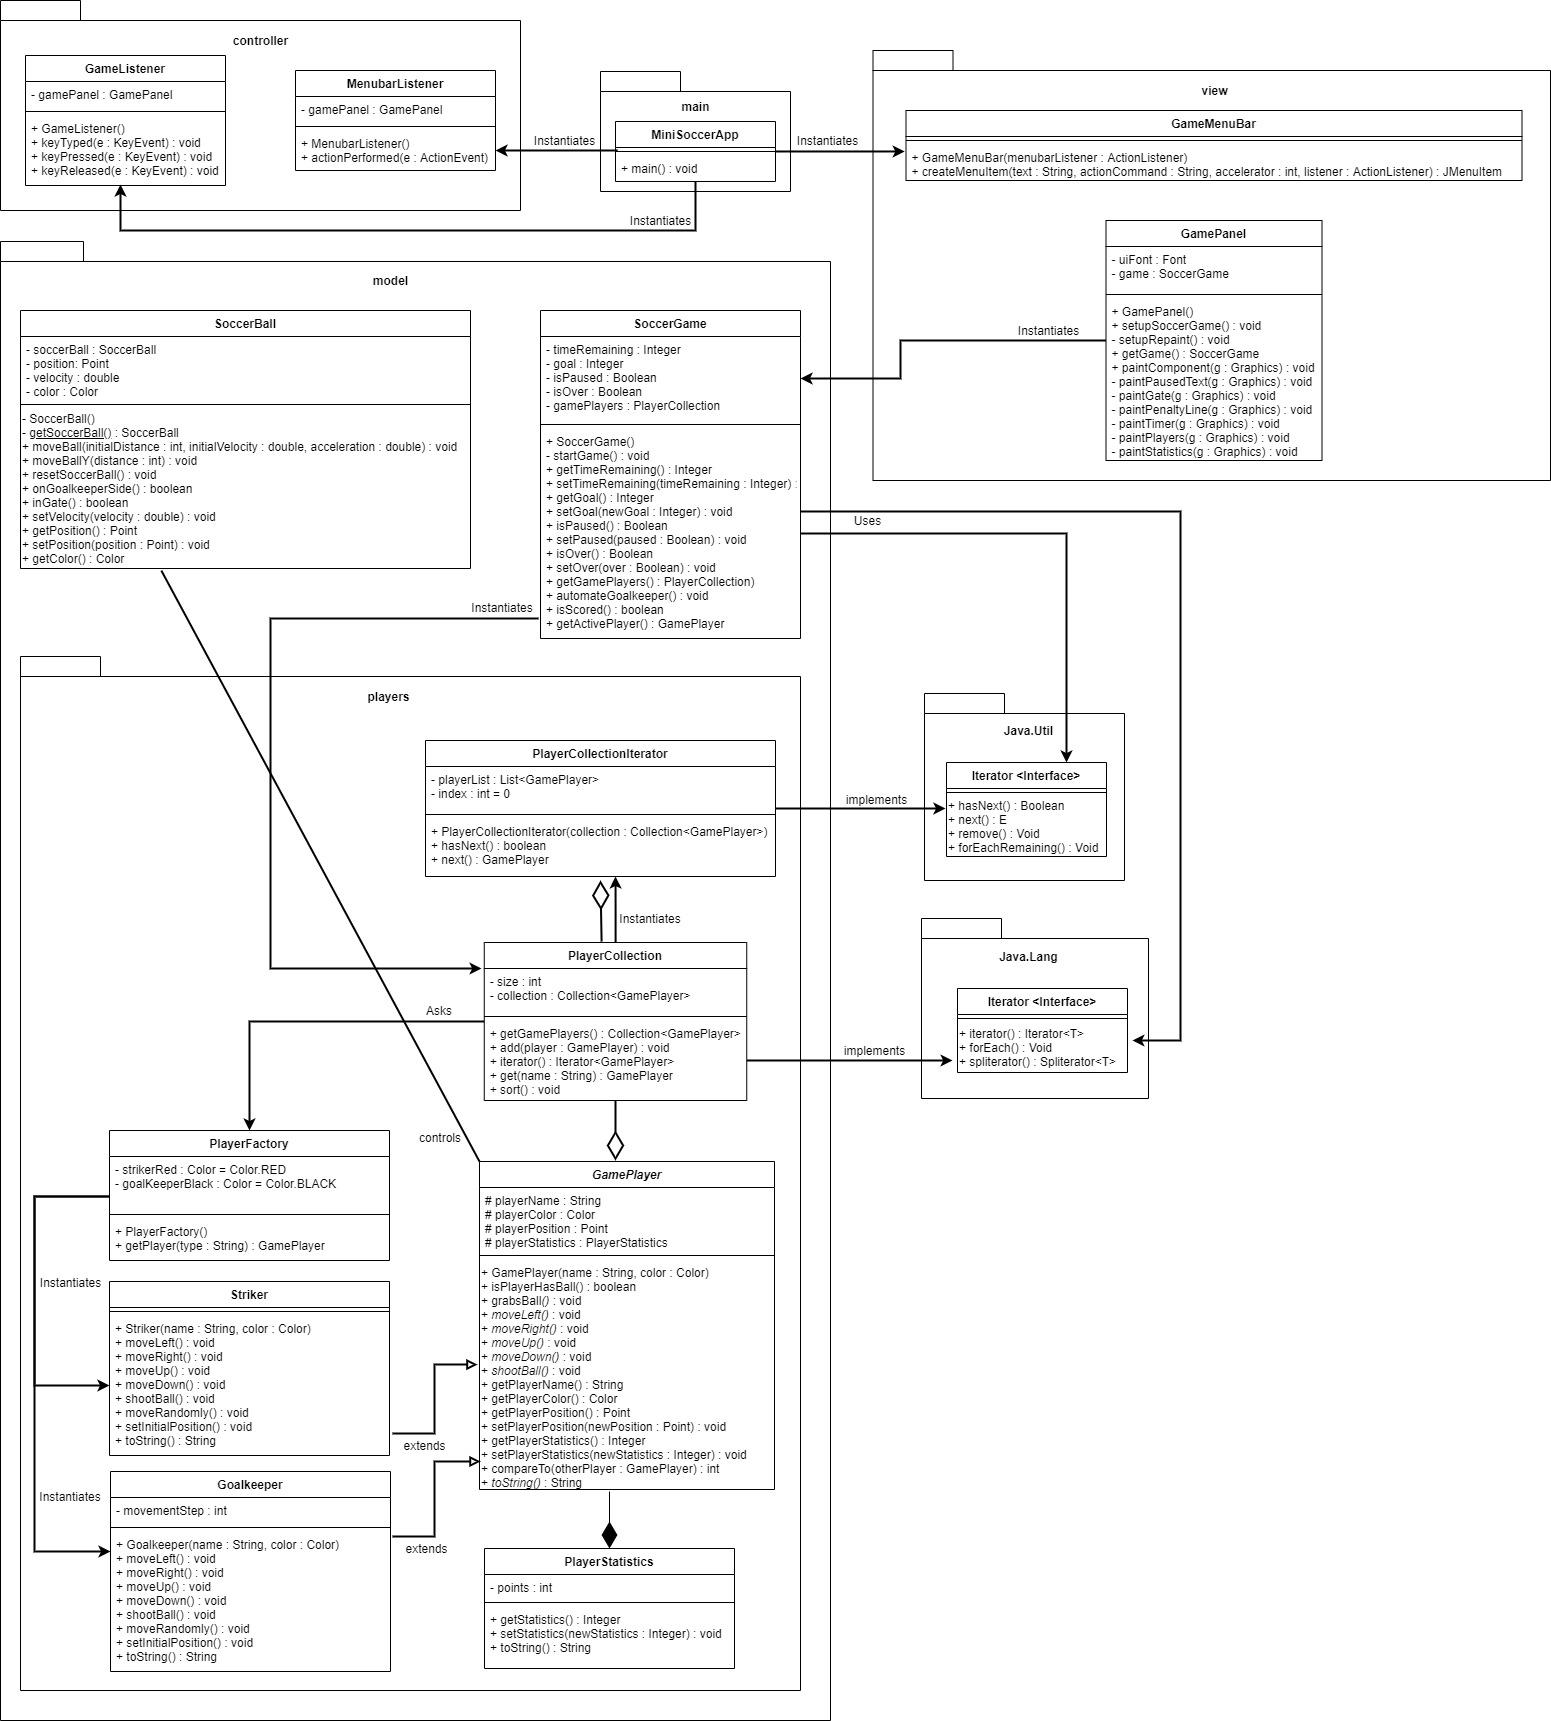 controller
GameListener
- gamePanel : GamePanel
+ GameListener()
+ keyTyped(e : KeyEvent) : void
+ keyPressed(e : KeyEvent) : void
+ keyReleased(e : KeyEvent) : void
MenubarListener
- gamePanel : GamePanel
+ MenubarListener()
+ actionPerformed(e : ActionEvent)
Instantiates
main
MiniSoccerApp
+ main() : void
Instantiates
Instantiates
view
GameMenuBar
+ GameMenuBar(menubarListener : ActionListener)
+ createMenuItem(text : String, actionCommand : String, accelerator : int, listener : ActionListener) : JMenuItem
GamePanel
- uiFont : Font
- game : SoccerGame
+ GamePanel()
+ setupSoccerGame() : void
- setupRepaint() : void
+ getGame() : SoccerGame
+ paintComponent(g : Graphics) : void
- paintPausedText(g : Graphics) : void
- paintGate(g : Graphics) : void
- paintPenaltyLine(g : Graphics) : void
- paintTimer(g : Graphics) : void
- paintPlayers(g : Graphics) : void
- paintStatistics(g : Graphics) : void
Instantiates
model
SoccerBall
- soccerBall : SoccerBall
- position: Point
- velocity : double
- color : Color
- SoccerBall()
- getSoccerBall() : SoccerBall
+ moveBall(initialDistance : int, initialVelocity : double, acceleration : double) : void
+ moveBallY(distance : int) : void
+ resetSoccerBall() : void
+ onGoalkeeperSide() : boolean
+ inGate() : boolean
+ setVelocity(velocity : double) : void
+ getPosition() : Point
+ setPosition(position : Point) : void
+ getColor() : Color
SoccerGame
- timeRemaining : Integer
- goal : Integer
- isPaused : Boolean
- isOver : Boolean
- gamePlayers : PlayerCollection
+ SoccerGame()
- startGame() : void
+ getTimeRemaining() : Integer
+ setTimeRemaining(timeRemaining : Integer) :
+ getGoal() : Integer
+ setGoal(newGoal : Integer) : void
+ isPaused() : Boolean
+ setPaused(paused : Boolean) : void
+ isOver() : Boolean
+ setOver(over : Boolean) : void
+ getGamePlayers() : PlayerCollection)
+ automateGoalkeeper() : void
+ isScored() : boolean
+ getActivePlayer() : GamePlayer
Uses
Instantiates
players
PlayerCollectionIterator
- playerList : List<GamePlayer>
- index : int = 0
+ PlayerCollectionIterator(collection : Collection<GamePlayer>)
+ hasNext() : boolean
+ next() : GamePlayer
implements
Java.Util
Iterator <Interface>
+ hasNext() : Boolean
+ next() : E
+ remove() : Void
+ forEachRemaining() : Void
Instantiates
PlayerCollection
- size : int
- collection : Collection<GamePlayer>
+ getGamePlayers() : Collection<GamePlayer>
+ add(player : GamePlayer) : void
+ iterator() : Iterator<GamePlayer>
+ get(name : String) : GamePlayer
+ sort() : void
Asks
implements
Java.Lang
Iterator <Interface>
+ iterator() : Iterator<T>
+ forEach() : Void
+ spliterator() : Spliterator<T>
controls
PlayerFactory
- strikerRed : Color = Color.RED
- goalKeeperBlack : Color = Color.BLACK
+ PlayerFactory()
+ getPlayer(type : String) : GamePlayer
Instantiates
Striker
+ Striker(name : String, color : Color)
+ moveLeft() : void
+ moveRight() : void
+ moveUp() : void
+ moveDown() : void
+ shootBall() : void
+ moveRandomly() : void
+ setInitialPosition() : void
+ toString() : String
extends
Instantiates
Goalkeeper
- movementStep : int
+ Goalkeeper(name : String, color : Color)
+ moveLeft() : void
+ moveRight() : void
+ moveUp() : void
+ moveDown() : void
+ shootBall() : void
+ moveRandomly() : void
+ setInitialPosition() : void
+ toString() : String
extends
GamePlayer
# playerName : String
# playerColor : Color
# playerPosition : Point
# playerStatistics : PlayerStatistics
+ GamePlayer(name : String, color : Color)
+ isPlayerHasBall() : boolean
+ grabsBall() : void
+ moveLeft() : void
+ moveRight() : void
+ moveUp() : void
+ moveDown() : void
+ shootBall() : void
+ getPlayerName() : String
+ getPlayerColor() : Color
+ getPlayerPosition() : Point
+ setPlayerPosition(newPosition : Point) : void
+ getPlayerStatistics() : Integer
+ setPlayerStatistics(newStatistics : Integer) : void
+ compareTo(otherPlayer : GamePlayer) : int
+ toString() : String
PlayerStatistics
- points : int
+ getStatistics() : Integer
+ setStatistics(newStatistics : Integer) : void
+ toString() : String